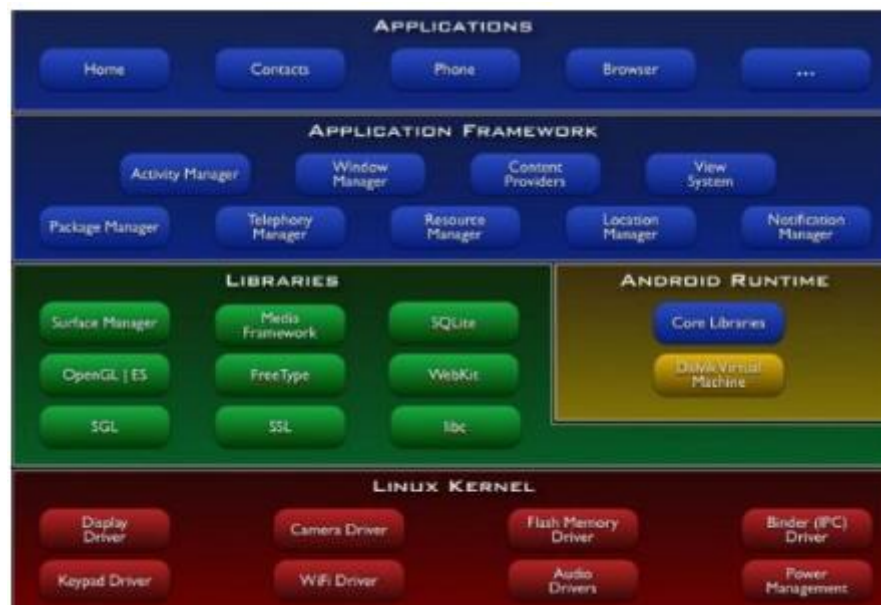 APPLICATIONS
Home Contacts Phone Browser ...
APPLICATION FRAMEWORK
Activity Manager Window Manager Content Providers View System
Package Manager Telephony Manager Resource Manager Location Manager Notification Manager
LIBRARIES
Surface Manager Media Framework SQLite
OpenGL | ES FreeType WebKit
SGL SSL libc
ANDROID RUNTIME
Core Libraries
Dalvik Virtual Machine
LINUX KERNEL
Display Driver Camera Driver Flash Memory Driver Binder (IPC) Driver
Keypad Driver WiFi Driver Audio Drivers Power Management